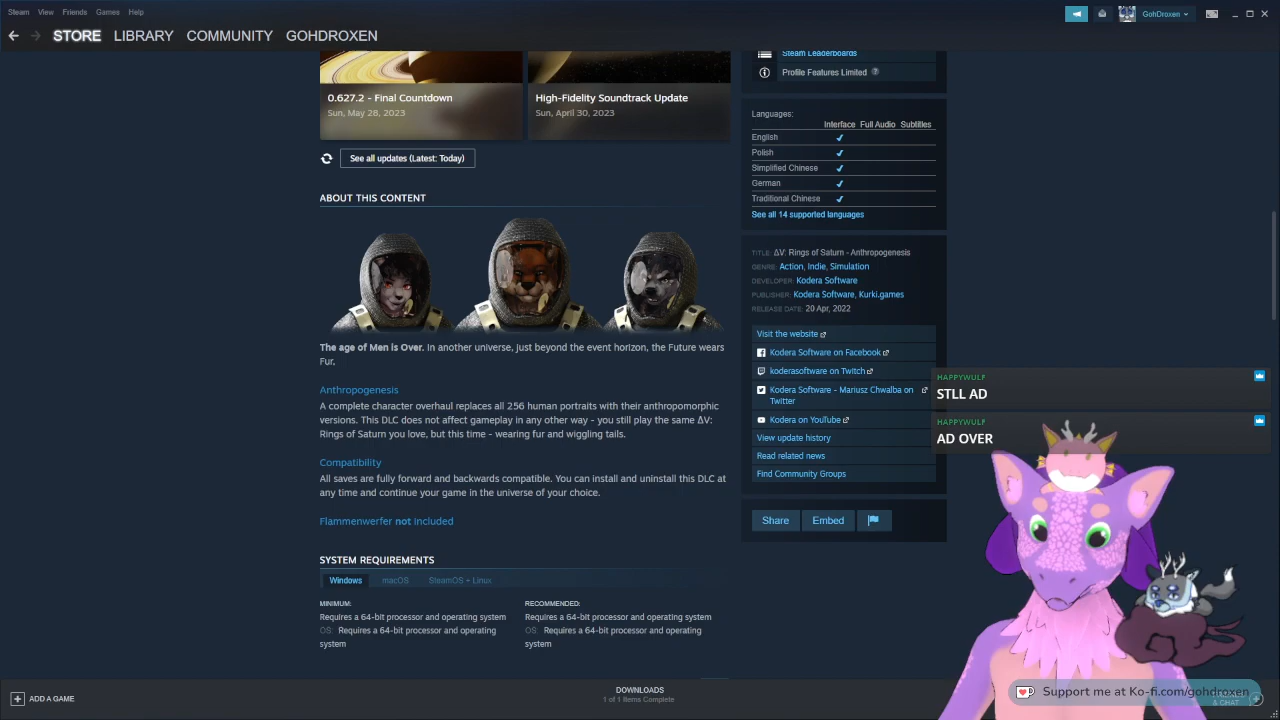 Steam View Friends Games Help
GohDroxen
STORE LIBRARY COMMUNITY GOHDROXEN
0.627.2 - Final Countdown
Sun, May 28, 2023
High-Fidelity Soundtrack Update
Sun, April 30, 2023
See all updates (Latest: Today)
ABOUT THIS CONTENT
The age of Men is Over. In another universe, just beyond the event horizon, the Future wears
Fur.
Anthropogenesis
A complete character overhaul replaces all 256 human portraits with their anthropomorphic
versions. This DLC does not affect gameplay in any other way - you still play the same ΔV:
Rings of Saturn you love, but this time - wearing fur and wiggling tails.
Compatibility
All saves are fully forward and backwards compatible. You can install and uninstall this DLC at
any time and continue your game in the universe of your choice.
Flammenwerfer not Included
SYSTEM REQUIREMENTS
Windows macOS SteamOS + Linux
MINIMUM:
Requires a 64-bit processor and operating system
OS: Requires a 64-bit processor and operating
system
RECOMMENDED:
Requires a 64-bit processor and operating system
OS: Requires a 64-bit processor and operating
system
Steam Leaderboards
Profile Features Limited ?
Languages:
Interface Full Audio Subtitles
English ✔
Polish ✔
Simplified Chinese ✔
German ✔
Traditional Chinese ✔
See all 14 supported languages
TITLE: ΔV: Rings of Saturn - Anthropogenesis
GENRE: Action, Indie, Simulation
DEVELOPER: Kodera Software
PUBLISHER: Kodera Software, Kurki.games
RELEASE DATE: 20 Apr, 2022
Visit the website
Kodera Software on Facebook
koderasoftware on Twitch
Kodera Software - Mariusz Chwalba on
Twitter
Kodera on YouTube
View update history
Read related news
Find Community Groups
Share Embed
HAPPYWULF
STLL AD
HAPPYWULF
AD OVER
Support me at Ko-fi.com/gohdroxen
& CHAT
ADD A GAME
DOWNLOADS
1 of 1 Items Complete